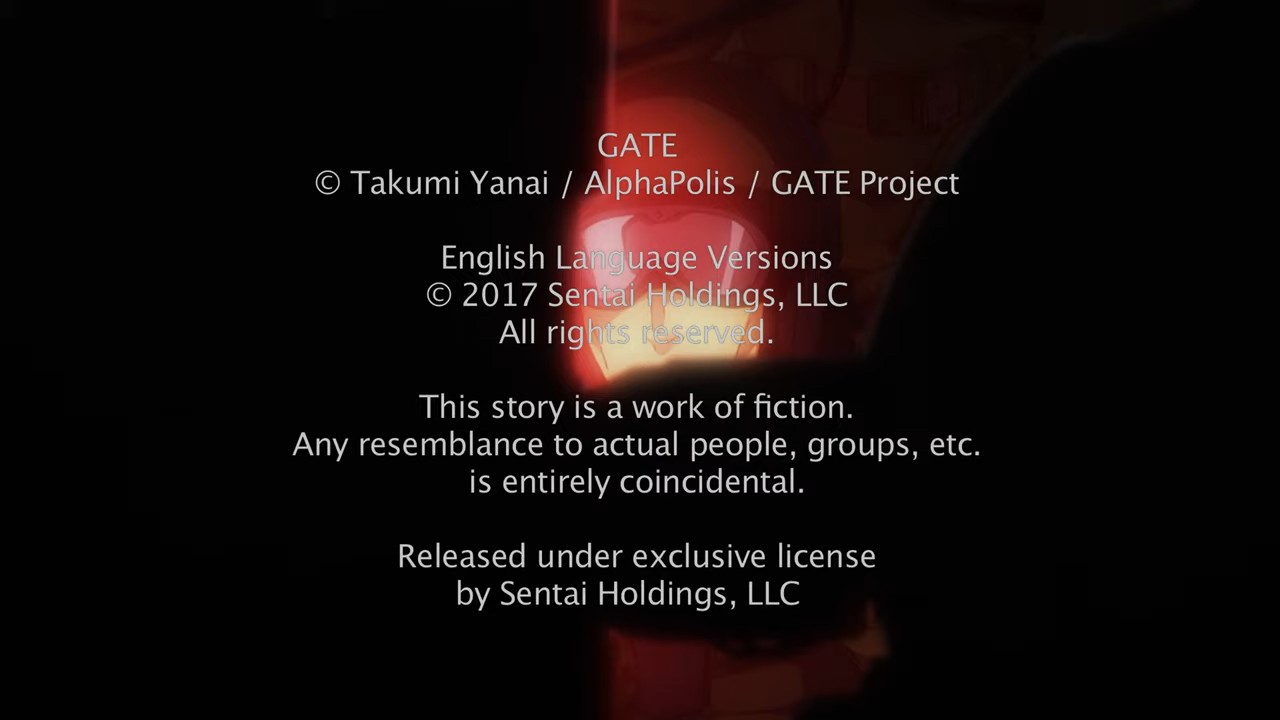 GATE
© Takumi Yanai / AlphaPolis / GATE Project
English Language Versions
© 2017 Sentai Holdings, LLC
All rights reserved.
This story is a work of fiction.
Any resemblance to actual people, groups, etc.
is entirely coincidental.
Released under exclusive license
by Sentai Holdings, LLC